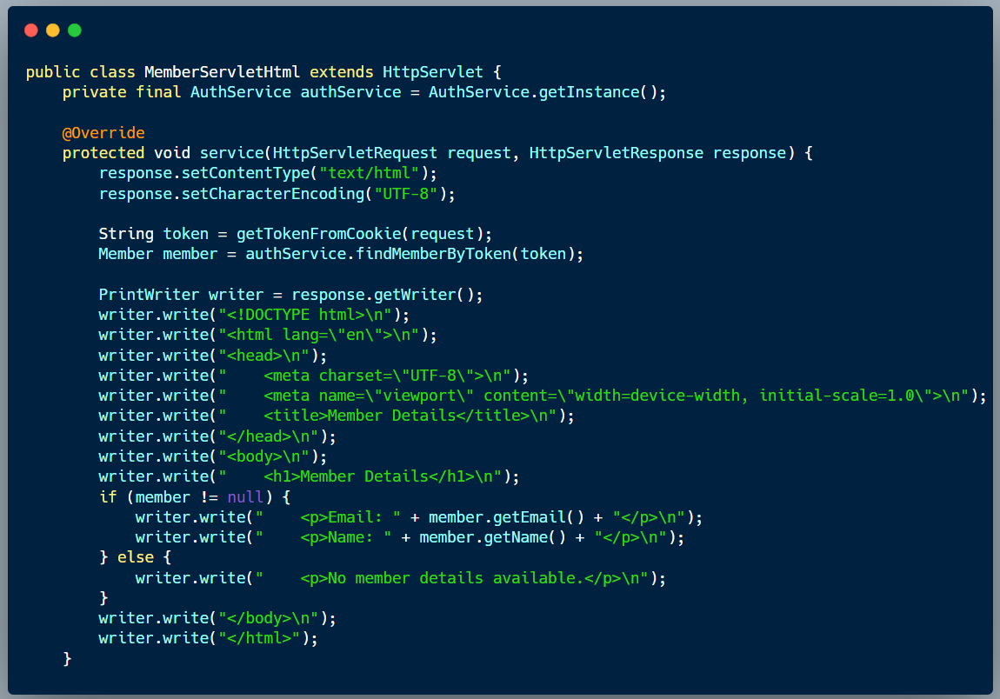 public class MemberServletHtml extends HttpServlet {
    private final AuthService authService = AuthService.getInstance();

    @Override
    protected void service(HttpServletRequest request, HttpServletResponse response) {
        response.setContentType("text/html");
        response.setCharacterEncoding("UTF-8");

        String token = getTokenFromCookie(request);
        Member member = authService.findMemberByToken(token);

        PrintWriter writer = response.getWriter();
        writer.write("<!DOCTYPE html>\n");
        writer.write("<html lang=\"en\">\n");
        writer.write("<head>\n");
        writer.write("    <meta charset=\"UTF-8\">\n");
        writer.write("    <meta name=\"viewport\" content=\"width=device-width, initial-scale=1.0\">\n");
        writer.write("    <title>Member Details</title>\n");
        writer.write("</head>\n");
        writer.write("<body>\n");
        writer.write("    <h1>Member Details</h1>\n");
        if (member != null) {
            writer.write("    <p>Email: " + member.getEmail() + "</p>\n");
            writer.write("    <p>Name: " + member.getName() + "</p>\n");
        } else {
            writer.write("    <p>No member details available.</p>\n");
        }
        writer.write("</body>\n");
        writer.write("</html>");
    }